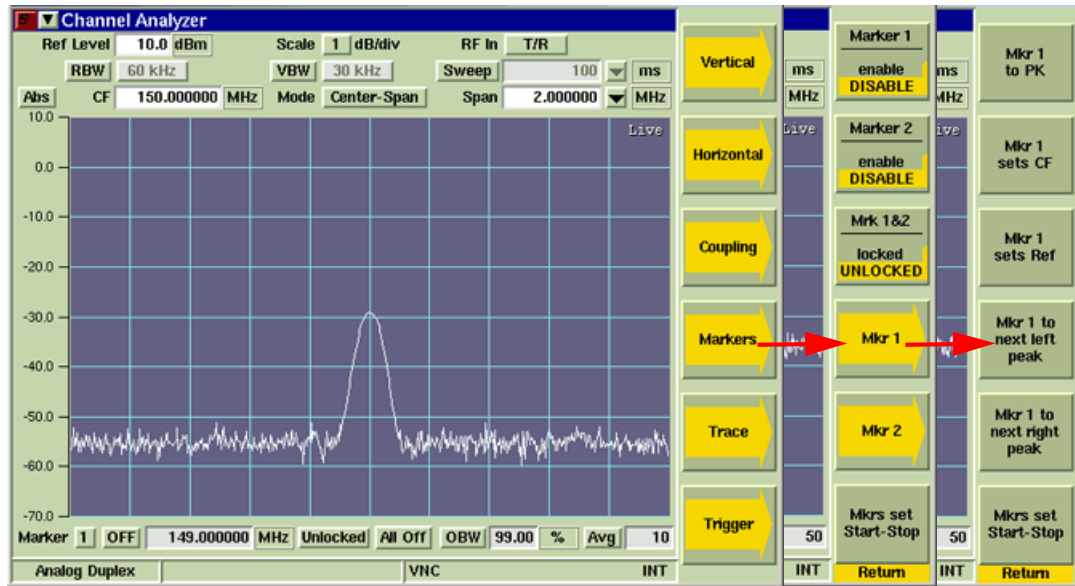 Channel Analyzer
Ref Level 10.0 dBm Scale 1 dB/div RF In T/R
RBW 60 kHz VBW 30 kHz Sweep 100 ms
Abs CF 150.000000 MHz Mode Center-Span Span 2.000000 MHz
Live
10.0
0.0
-10.0
-20.0
-30.0
-40.0
-50.0
-60.0
-70.0
Marker 1 OFF 149.000000 MHz Unlocked All Off OBW 99.00 % Avg 10
Analog Duplex VNC INT
Vertical
Horizontal
Coupling
Markers
Trace
Trigger
ms
MHz
Live
50
INT
Marker 1
enable
DISABLE
Marker 2
enable
DISABLE
Mrk 1&2
locked
UNLOCKED
Mkr 1
Mkr 2
Mkrs set
Start-Stop
Return
ms
MHz
ive
50
INT
Mkr 1
to PK
Mkr 1
sets CF
Mkr 1
sets Ref
Mkr 1 to
next left
peak
Mkr 1 to
next right
peak
Mkrs set
Start-Stop
Return